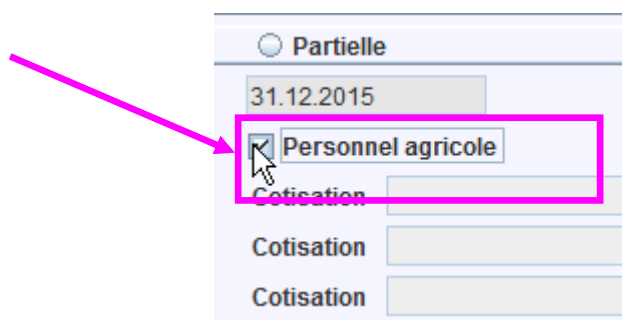 Partielle
31.12.2015
Personnel agricole
Cotisation
Cotisation
Cotisation